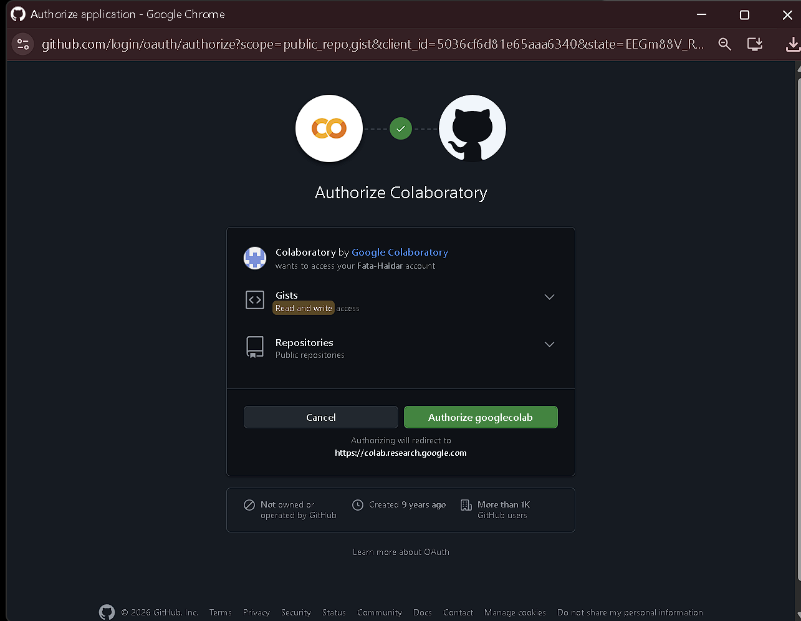 Authorize application - Google Chrome
github.com/login/oauth/authorize?scope=public_repo,gist&client_id=5036cf6d81e65aaa6340&state=EEGm88V_R...
Authorize Colaboratory
Colaboratory by Google Colaboratory
wants to access your Fata-Haidar account
Gists
Read and write access
Repositories
Public repositories
Cancel
Authorize googlecolab
Authorizing will redirect to
https://colab.research.google.com
Not owned or
operated by GitHub
Created 9 years ago
More than 1K
GitHub users
Learn more about OAuth
© 2026 GitHub, Inc. Terms Privacy Security Status Community Docs Contact Manage cookies Do not share my personal information